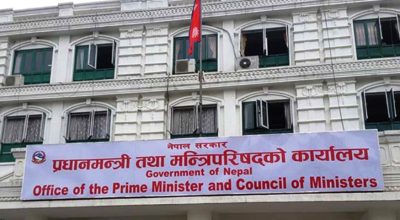 नेपाल सरकार
प्रधानमन्त्री तथा मन्त्रिपरिषद्को कार्यालय
Government of Nepal
Office of the Prime Minister and Council of Ministers